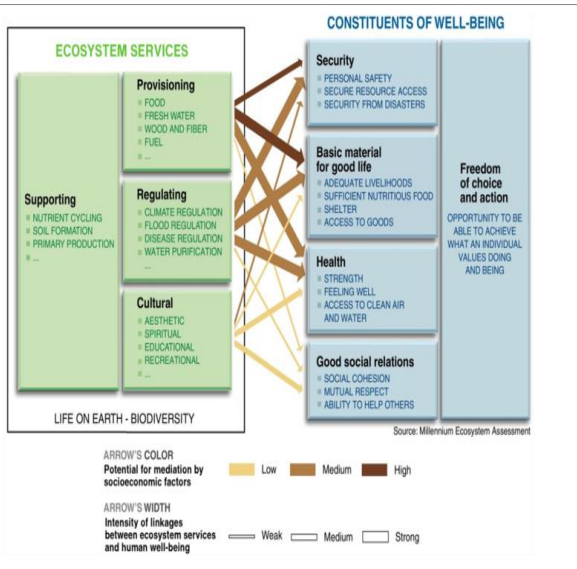 CONSTITUENTS OF WELL-BEING
ECOSYSTEM SERVICES
Supporting
NUTRIENT CYCLING
SOIL FORMATION
PRIMARY PRODUCTION
...
Provisioning
FOOD
FRESH WATER
WOOD AND FIBER
FUEL
...
Regulating
CLIMATE REGULATION
FLOOD REGULATION
DISEASE REGULATION
WATER PURIFICATION
...
Cultural
AESTHETIC
SPIRITUAL
EDUCATIONAL
RECREATIONAL
...
LIFE ON EARTH - BIODIVERSITY
Security
PERSONAL SAFETY
SECURE RESOURCE ACCESS
SECURITY FROM DISASTERS
Basic material
for good life
ADEQUATE LIVELIHOODS
SUFFICIENT NUTRITIOUS FOOD
SHELTER
ACCESS TO GOODS
Health
STRENGTH
FEELING WELL
ACCESS TO CLEAN AIR
AND WATER
Good social relations
SOCIAL COHESION
MUTUAL RESPECT
ABILITY TO HELP OTHERS
Freedom
of choice
and action
OPPORTUNITY TO BE
ABLE TO ACHIEVE
WHAT AN INDIVIDUAL
VALUES DOING
AND BEING
Source: Millennium Ecosystem Assessment
ARROW'S COLOR
Potential for mediation by
socioeconomic factors
Low
Medium
High
ARROW'S WIDTH
Intensity of linkages
between ecosystem services
and human well-being
Weak
Medium
Strong